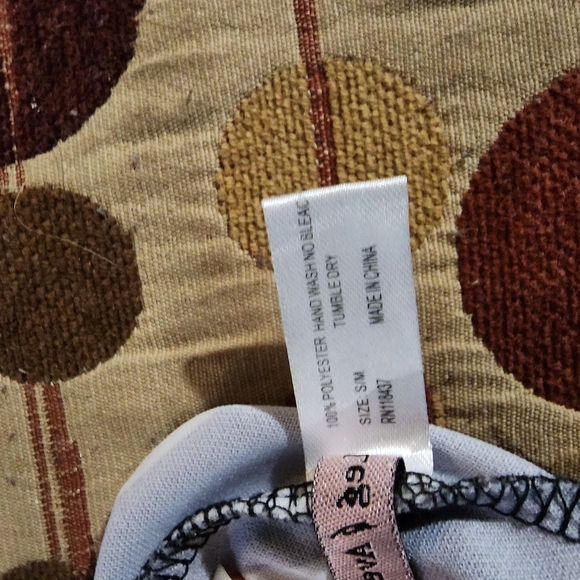 100% POLYESTER HAND WASH NO BLEAC
TUMBLE DRY
SIZE: S/M MADE IN CHINA
RN118437